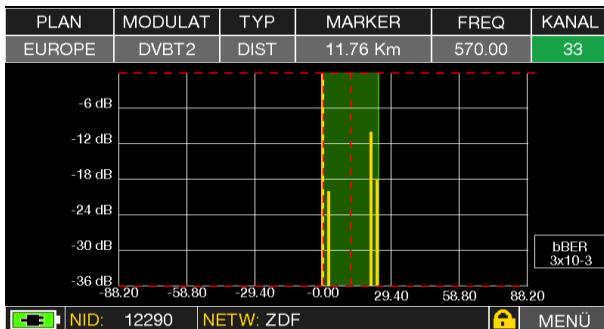 PLAN MODULAT TYP MARKER FREQ KANAL
EUROPE DVBT2 DIST 11.76 Km 570.00 33
-6 dB
-12 dB
-18 dB
-24 dB
-30 dB
-36 dB
bBER
3x10-3
-88.20 -58.80 -29.40 -0.00 29.40 58.80 88.20
NID: 12290 NETW: ZDF MENÜ